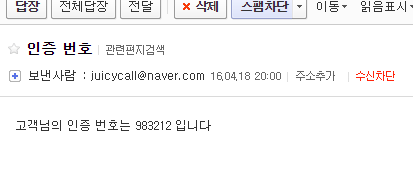 답장 전체답장 전달 × 삭제 스팸차단 이동 읽음표시
인증 번호 관련편지검색
보낸사람 : juicycall@naver.com 16,04,18 20:00 주소추가 수신차단
고객님의 인증 번호는 983212 입니다